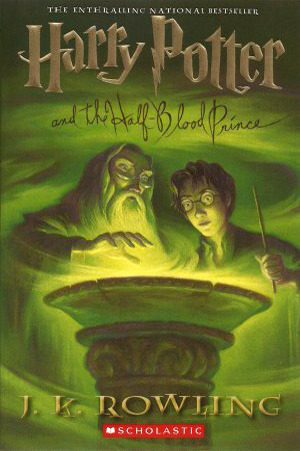 THE ENTHRALLING NATIONAL BESTSELLER
Harry Potter
and the Half-Blood Prince
J. K. ROWLING
SCHOLASTIC